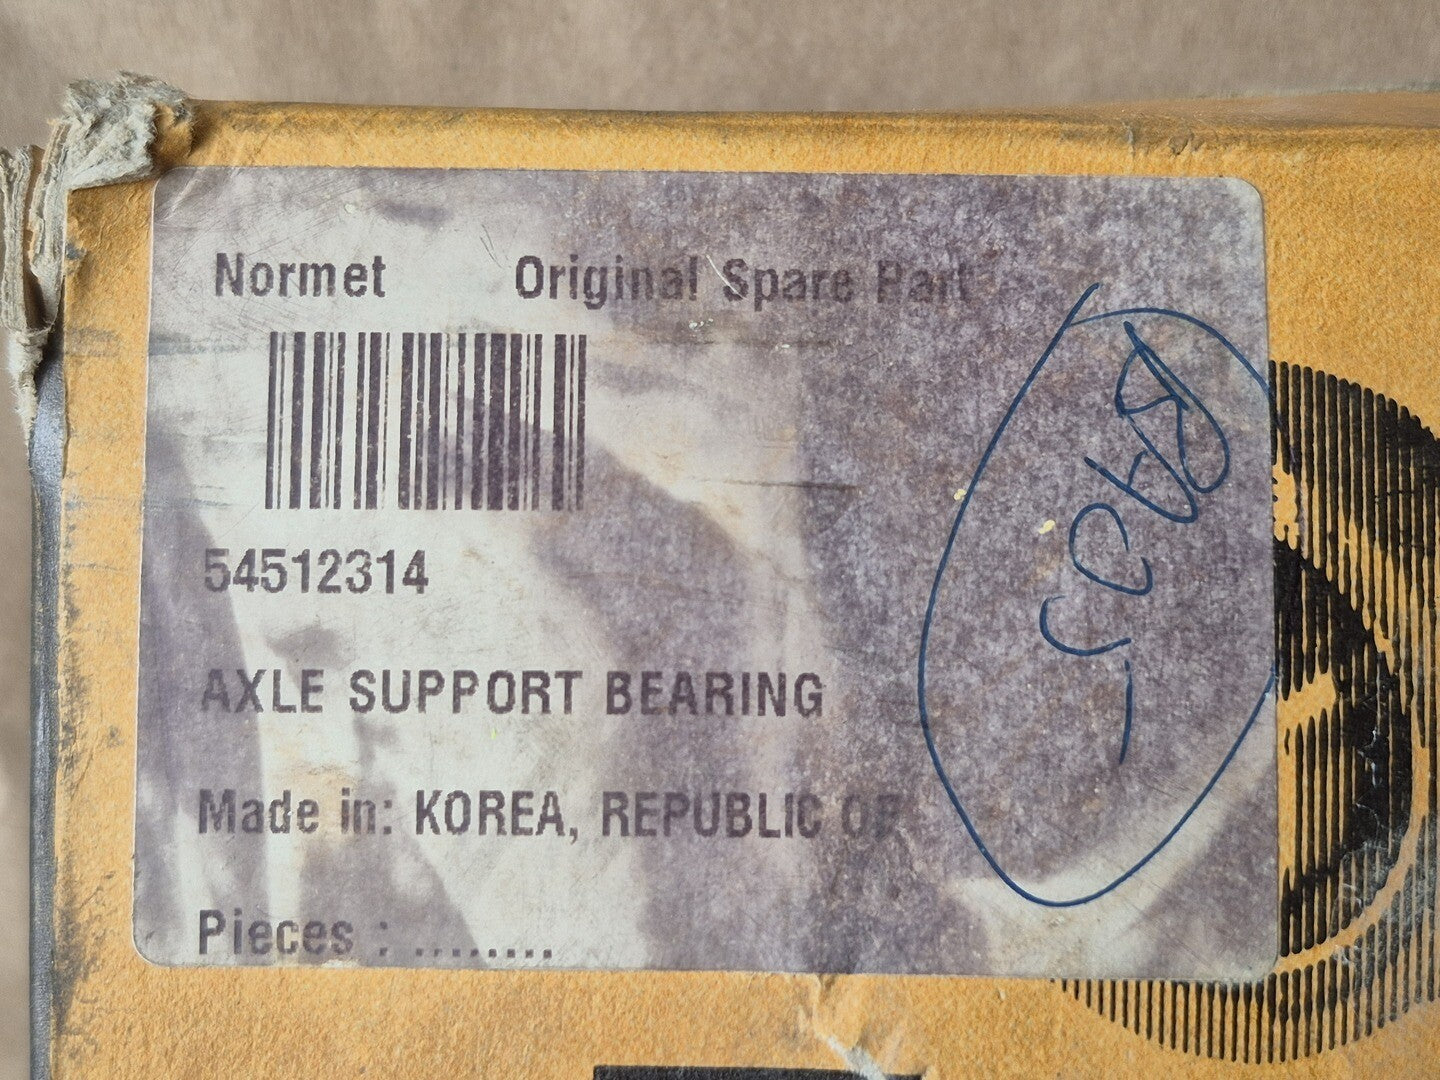 Normet Original Spare Part
54512314
AXLE SUPPORT BEARING
Made in: KOREA, REPUBLIC OF
Pieces : .........